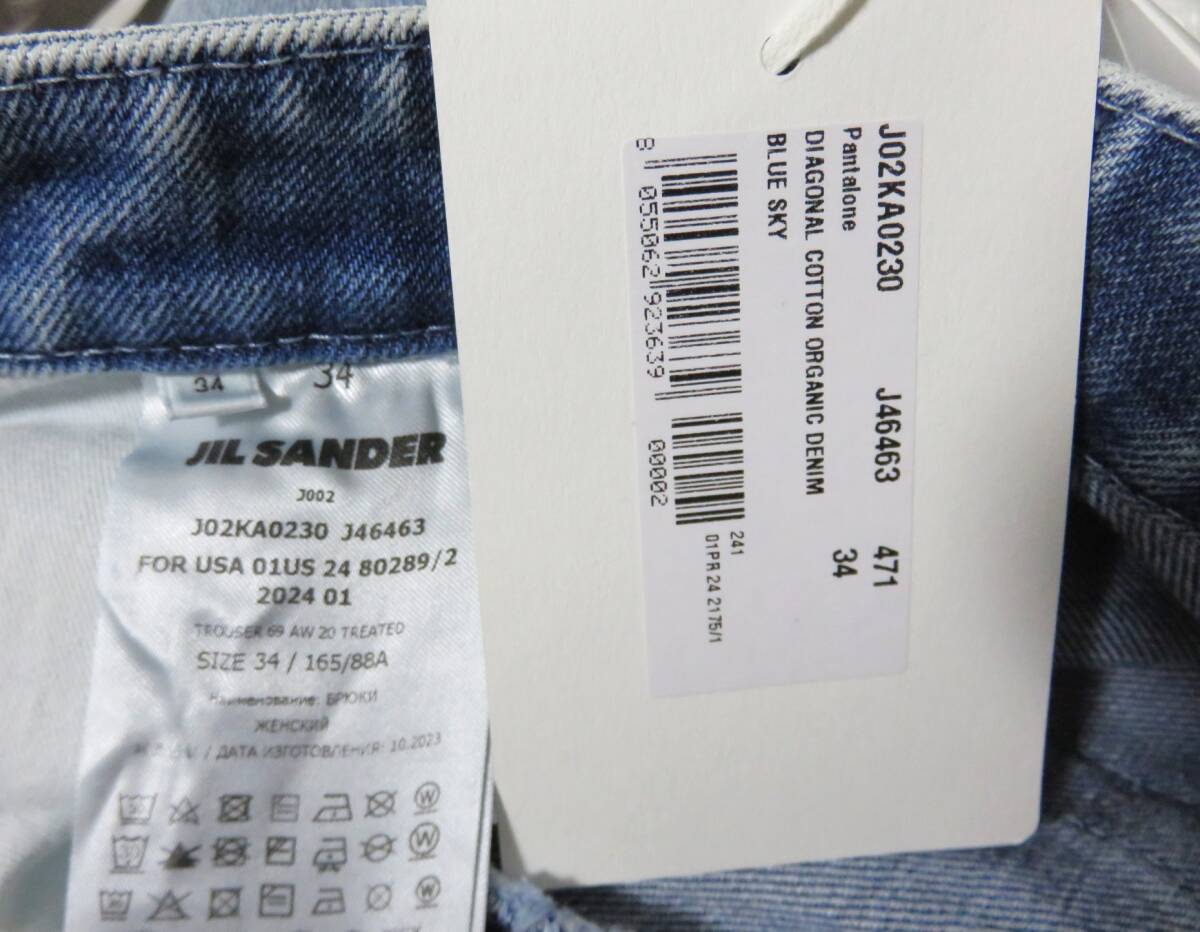 34
34
JIL SANDER
J002
J02KA0230 J46463
FOR USA 01US 24 80289/2
2024 01
TROUSER 69 AW 20 TREATED
SIZE 34 / 165/88A
Наименование: БРЮКИ
ЖЕНСКИЙ
/ ДАТА ИЗГОТОВЛЕНИЯ: 10.2023
30
W
30
W
W
J02KA0230 J46463 471
Pantalone 34
DIAGONAL COTTON ORGANIC DENIM
BLUE SKY
241
01PR 24 2175/1
8 055062 923639 00002